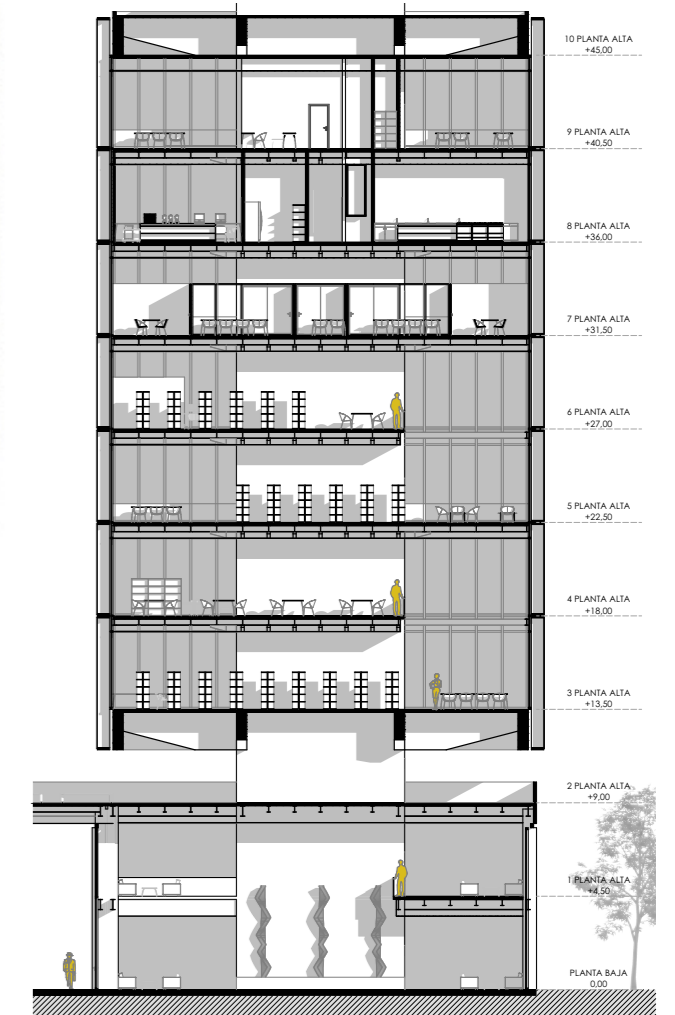 10 PLANTA ALTA
+45,00
9 PLANTA ALTA
+40,50
8 PLANTA ALTA
+36,00
7 PLANTA ALTA
+31,50
6 PLANTA ALTA
+27,00
5 PLANTA ALTA
+22,50
4 PLANTA ALTA
+18,00
3 PLANTA ALTA
+13,50
2 PLANTA ALTA
+9,00
1 PLANTA ALTA
+4,50
PLANTA BAJA
0,00